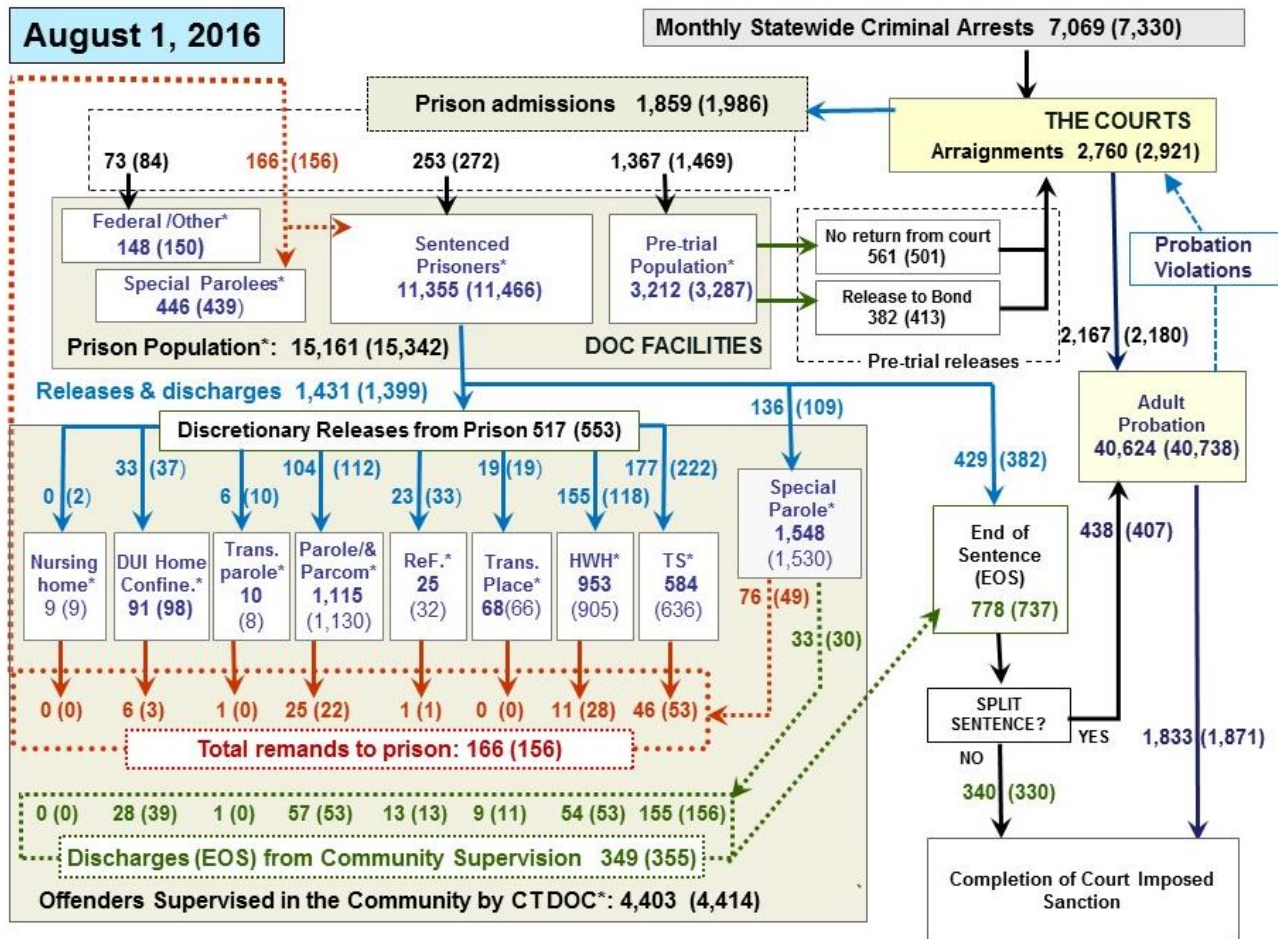 August 1, 2016
Monthly Statewide Criminal Arrests 7,069 (7,330)
Prison admissions 1,859 (1,986)
THE COURTS
Arraignments 2,760 (2,921)
73 (84)
166 (156)
253 (272)
1,367 (1,469)
Federal /Other*
148 (150)
Special Parolees*
446 (439)
Sentenced
Prisoners*
11,355 (11,466)
Pre-trial
Population*
3,212 (3,287)
No return from court
561 (501)
Release to Bond
382 (413)
Pre-trial releases
Probation
Violations
Prison Population*: 15,161 (15,342)
DOC FACILITIES
2,167 (2,180)
Releases & discharges 1,431 (1,399)
136 (109)
Adult
Probation
40,624 (40,738)
Discretionary Releases from Prison 517 (553)
429 (382)
0 (2)
33 (37)
6 (10)
104 (112)
23 (33)
19 (19)
155 (118)
177 (222)
Nursing
home*
9 (9)
DUI Home
Confine.*
91 (98)
Trans.
parole*
10
(8)
Parole/&
Parcom*
1,115
(1,130)
ReF.*
25
(32)
Trans.
Place*
68(66)
HWH*
953
(905)
TS*
584
(636)
Special
Parole*
1,548
(1,530)
End of
Sentence
(EOS)
778 (737)
438 (407)
76 (49)
33 (30)
0 (0)
6 (3)
1 (0)
25 (22)
1 (1)
0 (0)
11 (28)
46 (53)
Total remands to prison: 166 (156)
SPLIT
SENTENCE?
YES
NO
1,833 (1,871)
340 (330)
0 (0)
28 (39)
1 (0)
57 (53)
13 (13)
9 (11)
54 (53)
155 (156)
Discharges (EOS) from Community Supervision 349 (355)
Offenders Supervised in the Community by CTDOC*: 4,403 (4,414)
Completion of Court Imposed
Sanction